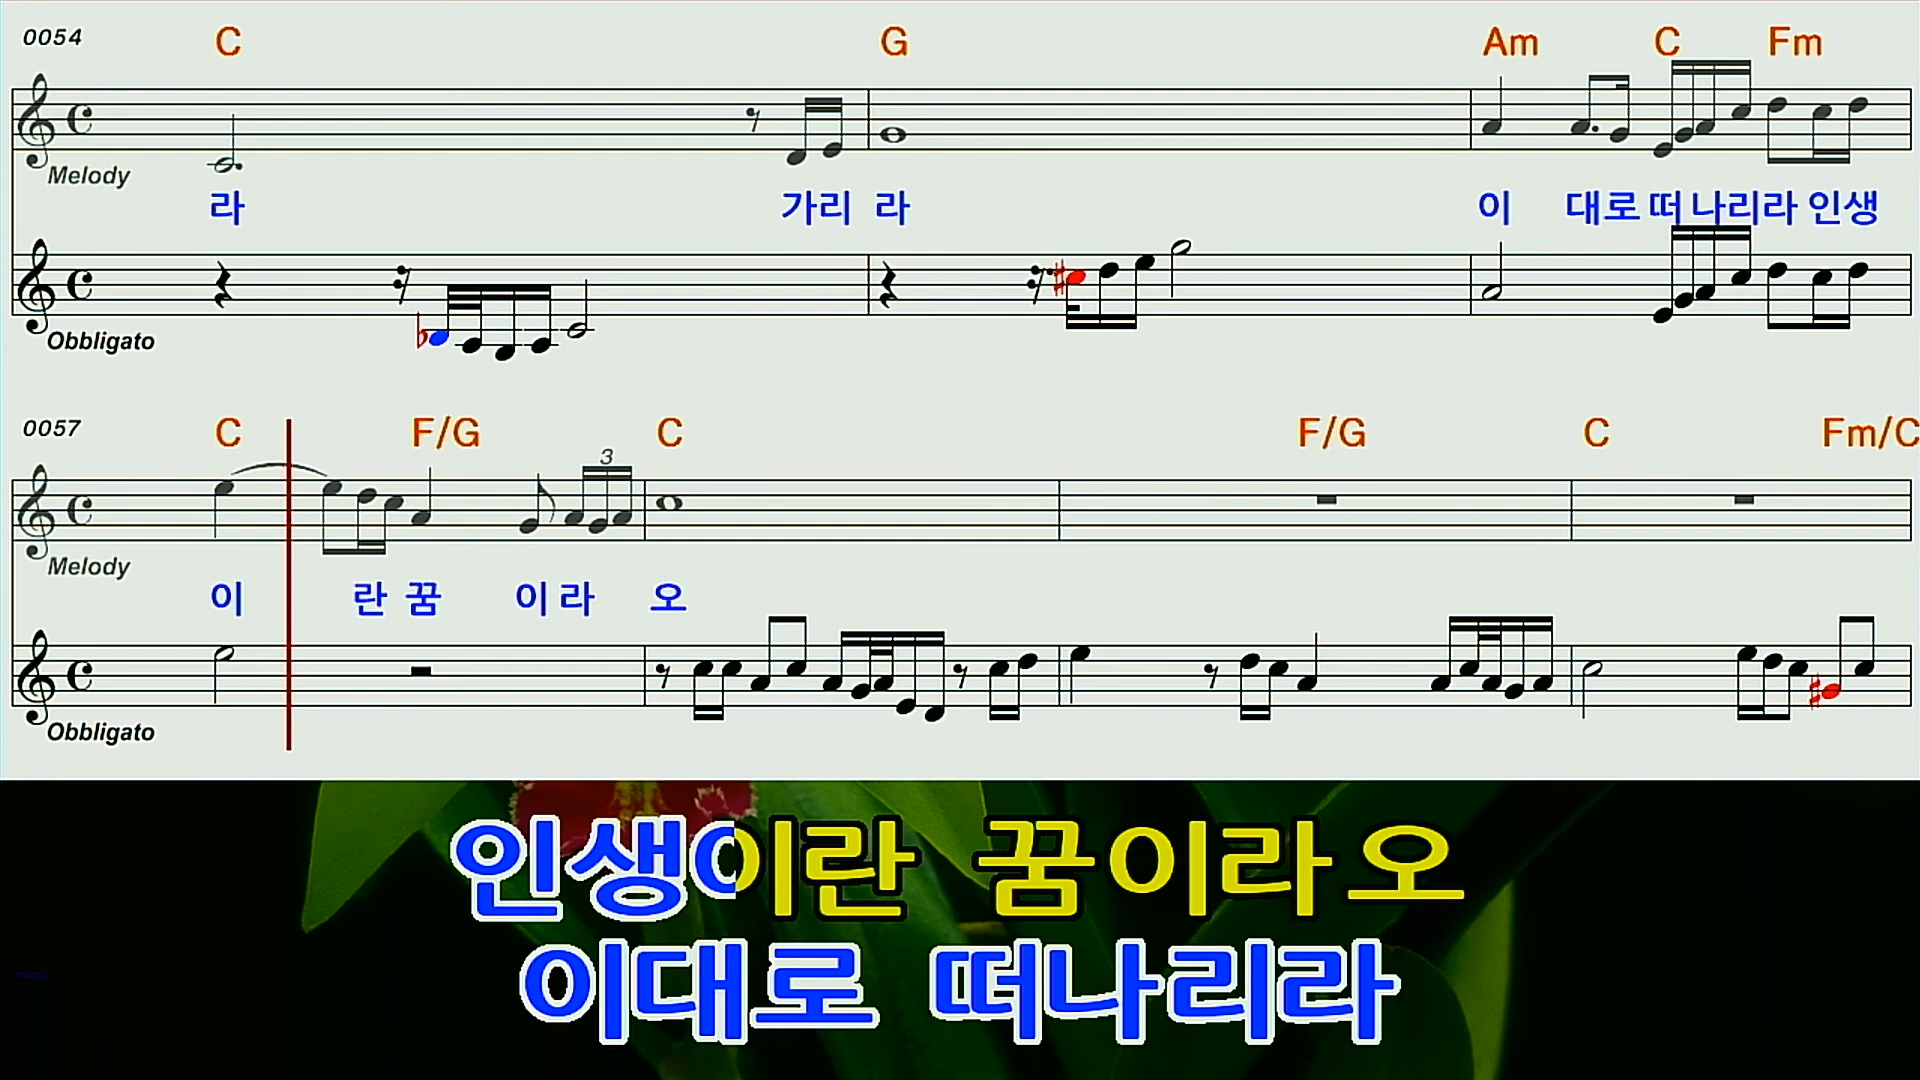 0054 C G Am C Fm
Melody
라 가리 라 이 대로 떠 나리라 인생
Obbligato
0057 C F/G C F/G C Fm/C
3
Melody
이 란 꿈 이 라 오
Obbligato
인생이란 꿈이라오
이대로 떠나리라